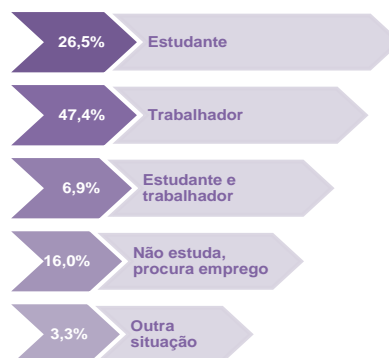 26,5% Estudante
47,4% Trabalhador
6,9% Estudante e
trabalhador
16,0% Não estuda,
procura emprego
3,3% Outra
situação